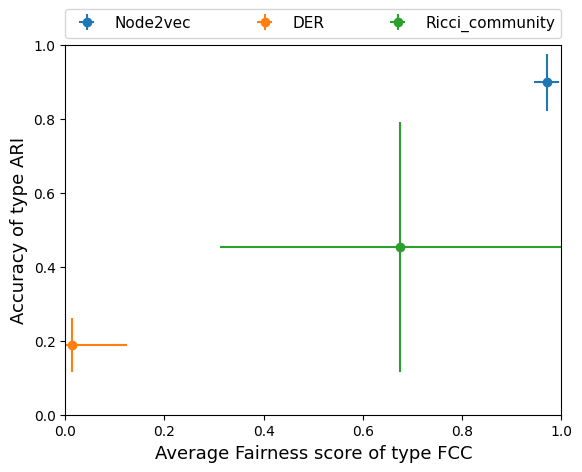 Node2vec DER Ricci_community
1.0
0.8
0.6
0.4
0.2
0.0
Accuracy of type ARI
0.0 0.2 0.4 0.6 0.8 1.0
Average Fairness score of type FCC